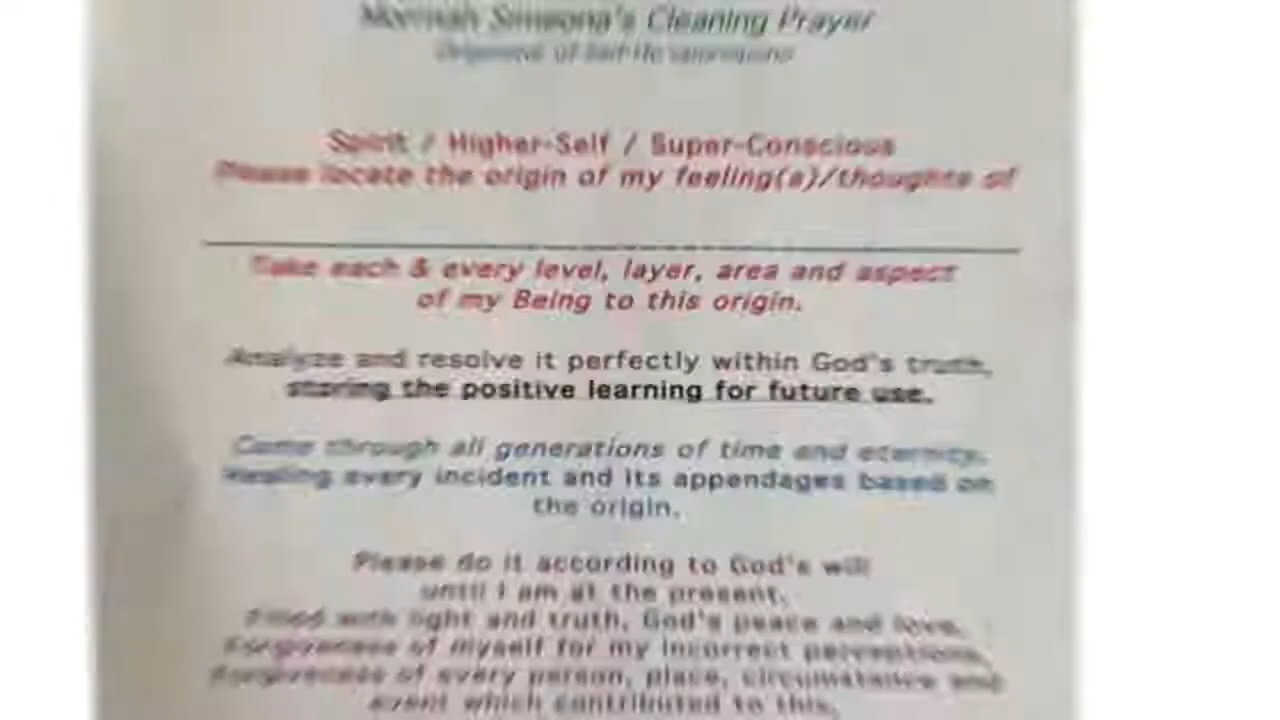 Morrnah Simeona's Cleaning Prayer
Spirit / Higher-Self / Super-Conscious
Please locate the origin of my feeling(s)/thoughts of
Take each & every level, layer, area and aspect
of my Being to this origin.
Analyze and resolve it perfectly within God's truth,
storing the positive learning for future use.
Come through all generations of time and eternity.
Healing every incident and its appendages based on
the origin.
Please do it according to God's will
until I am at the present,
Filled with light and truth, God's peace and love,
Forgiveness of myself for my incorrect perceptions,
Forgiveness of every person, place, circumstance and
event which contributed to this,